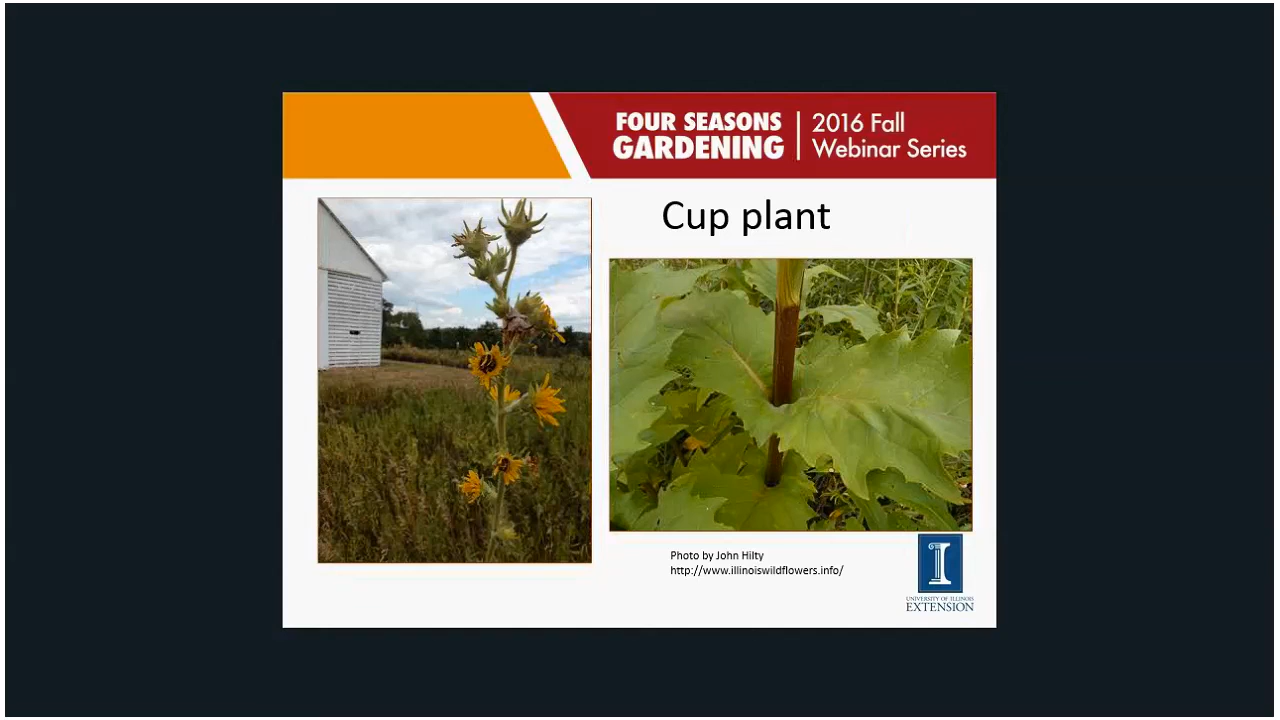 FOUR SEASONS
GARDENING
2016 Fall
Webinar Series
Cup plant
Photo by John Hilty
http://www.illinoiswildflowers.info/
I
UNIVERSITY OF ILLINOIS
EXTENSION